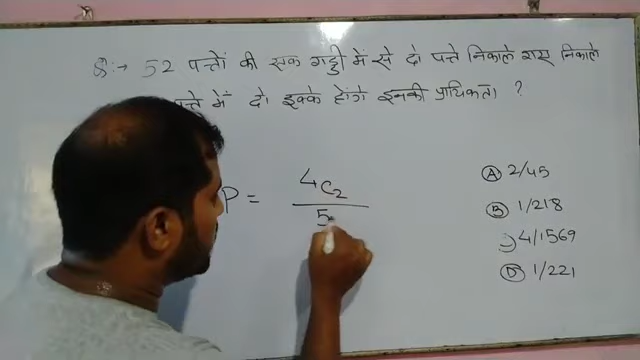 52 पत्तों की एक गड्डी में से दो पत्ते निकाले गए निकाले
पत्ते में दो इक्के होंगे इनकी प्रायिकता ?
P = ⁴C₂
5
A 2/45
B 1/218
4/1569
D 1/221